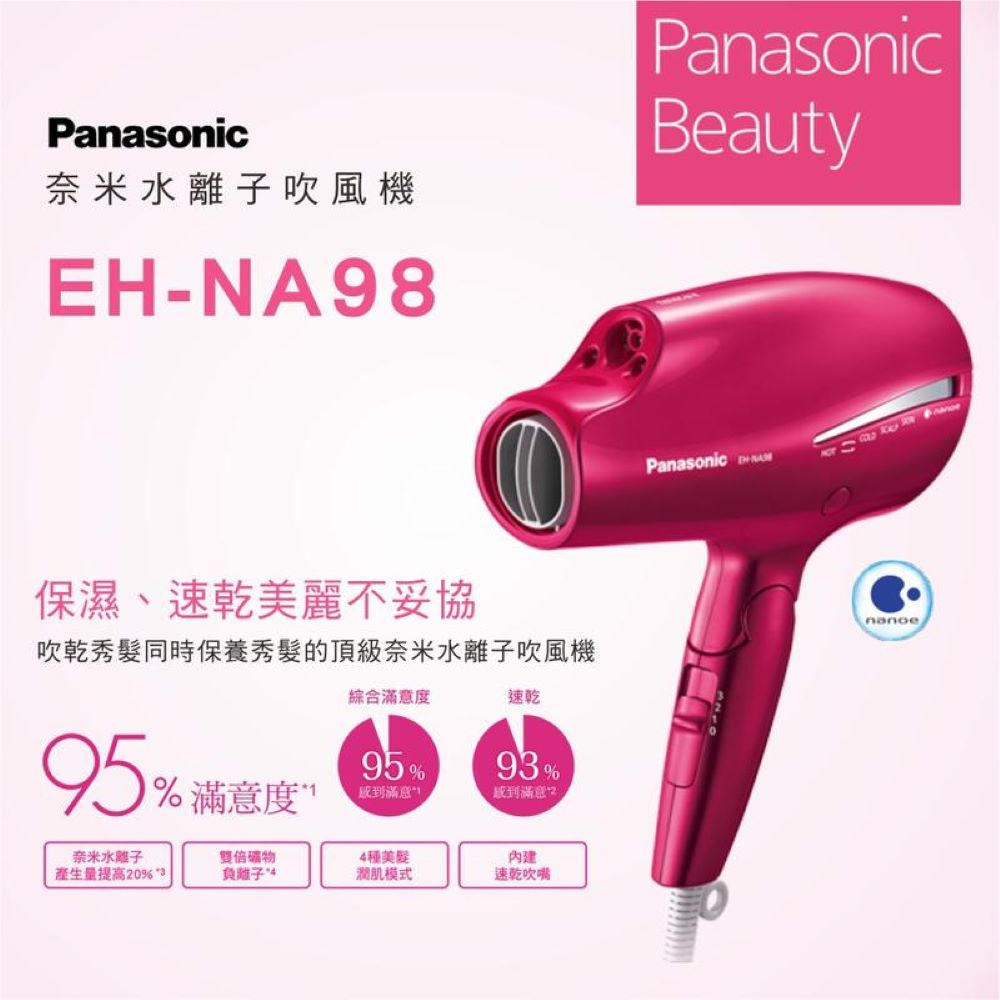 Panasonic
Beauty
Panasonic
奈米水離子吹風機
EH-NA98
Panasonic EH-NA98
HOT COLD SCALP SKIN nanoe
nanoe
3
2
1
0
保濕、速乾美麗不妥協
吹乾秀髮同時保養秀髮的頂級奈米水離子吹風機
95%滿意度*1
綜合滿意度
95%
感到滿意*1
速乾
93%
感到滿意*2
奈米水離子
產生量提高20%*3
雙倍礦物
負離子*4
4種美髮
潤肌模式
內建
速乾吹嘴